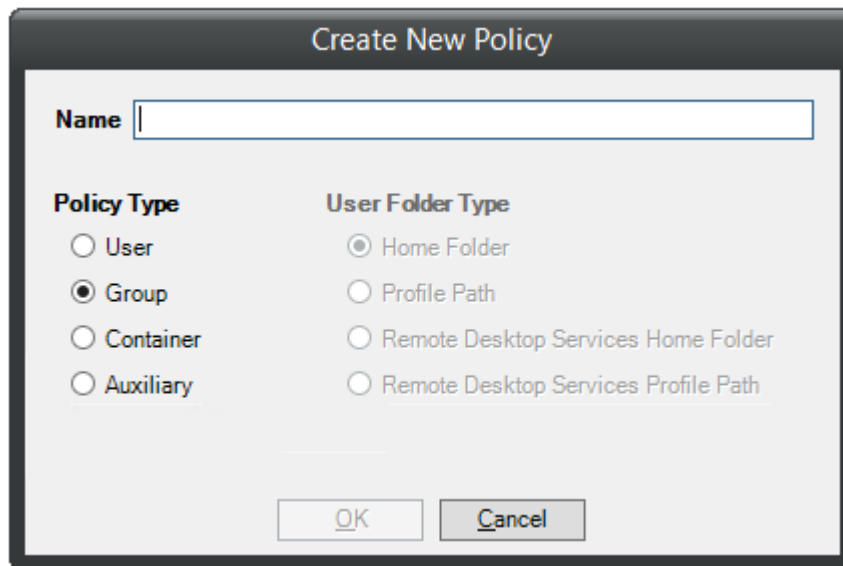 Create New Policy
Name
Policy Type
User Folder Type
User
Home Folder
Group
Profile Path
Container
Remote Desktop Services Home Folder
Auxiliary
Remote Desktop Services Profile Path
OK
Cancel